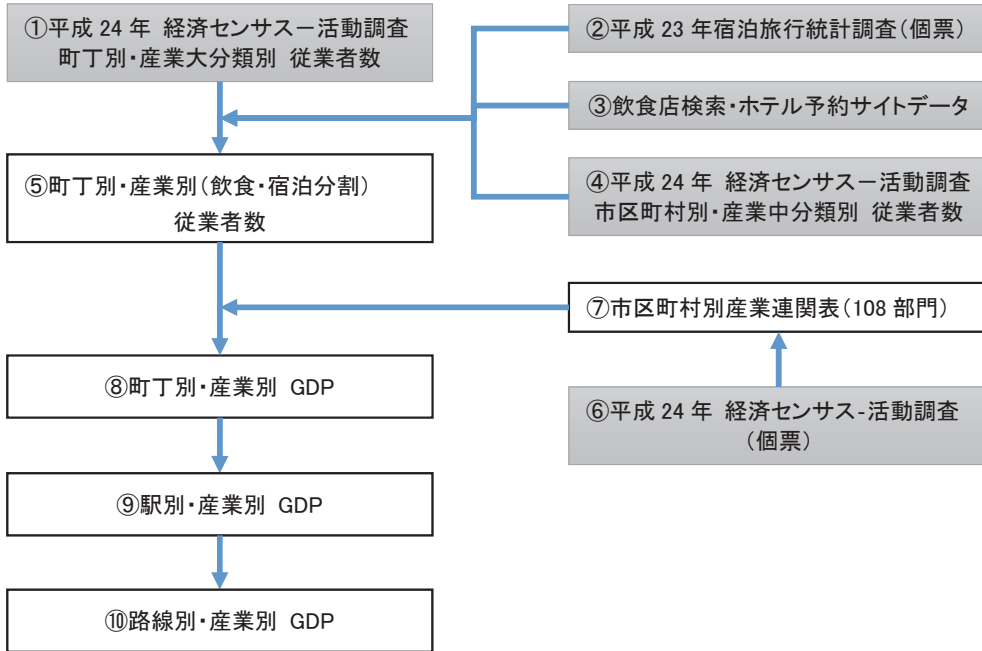 ①平成 24 年 経済センサスー活動調査
町丁別・産業大分類別 従業者数
②平成 23 年宿泊旅行統計調査(個票)
③飲食店検索・ホテル予約サイトデータ
④平成 24 年 経済センサスー活動調査
市区町村別・産業中分類別 従業者数
⑤町丁別・産業別(飲食・宿泊分割)
従業者数
⑦市区町村別産業連関表(108 部門)
⑧町丁別・産業別 GDP
⑥平成 24 年 経済センサス-活動調査
(個票)
⑨駅別・産業別 GDP
⑩路線別・産業別 GDP